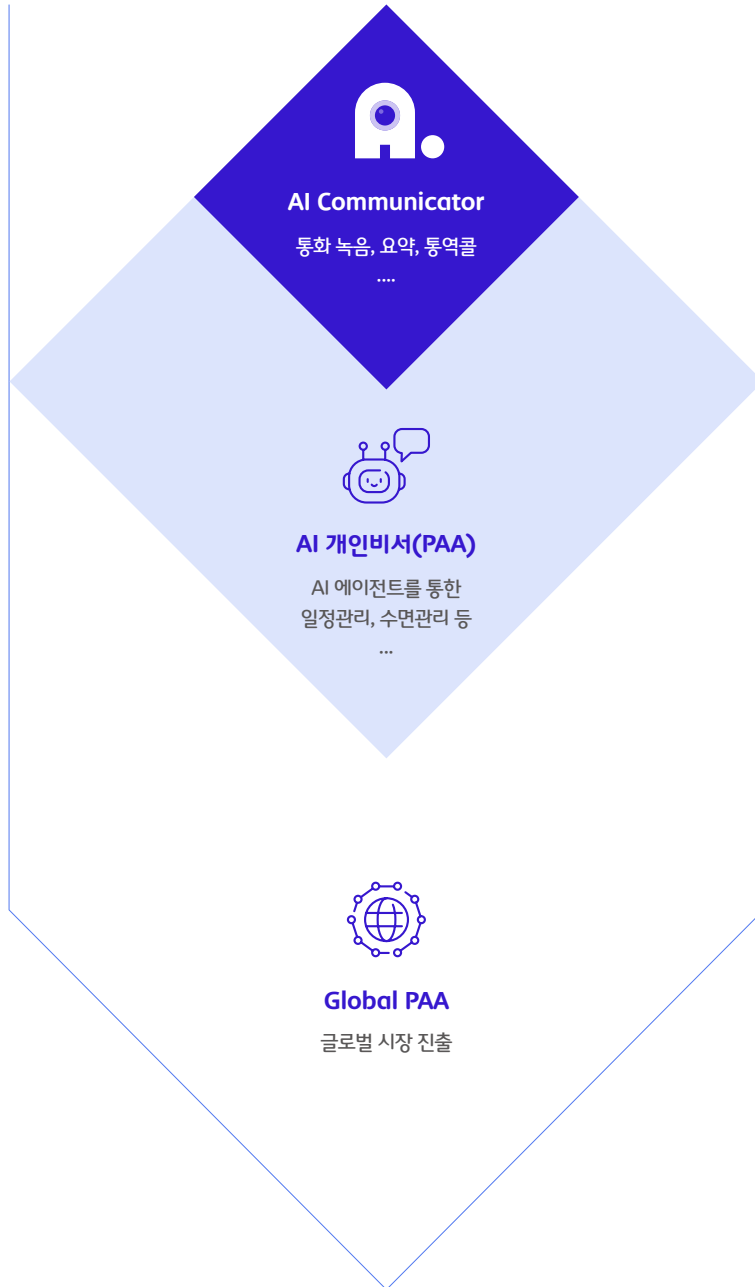 A.
AI Communicator
통화 녹음, 요약, 통역콜
....
AI 개인비서(PAA)
AI 에이전트를 통한
일정관리, 수면관리 등
...
Global PAA
글로벌 시장 진출